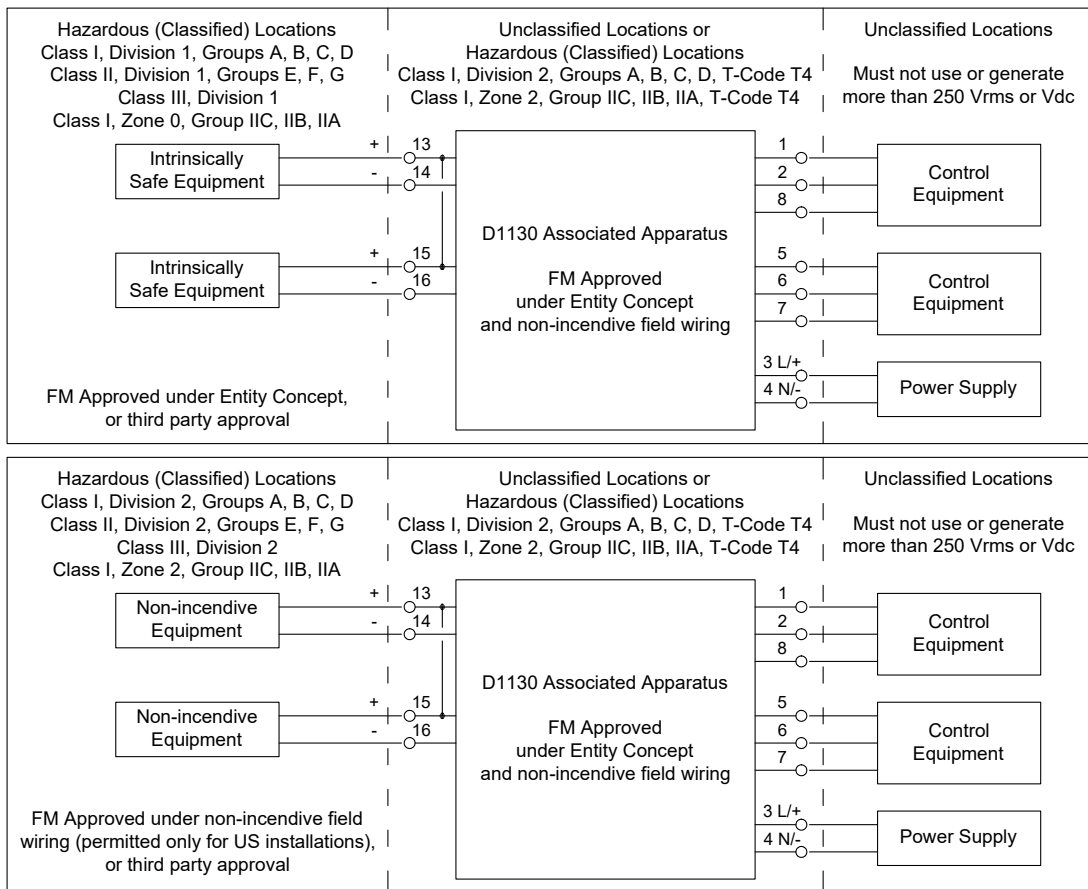 Hazardous (Classified) Locations
Class I, Division 1, Groups A, B, C, D
Class II, Division 1, Groups E, F, G
Class III, Division 1
Class I, Zone 0, Group IIC, IIB, IIA
Unclassified Locations or
Hazardous (Classified) Locations
Class I, Division 2, Groups A, B, C, D, T-Code T4
Class I, Zone 2, Group IIC, IIB, IIA, T-Code T4
Unclassified Locations
Must not use or generate
more than 250 Vrms or Vdc
Intrinsically
Safe Equipment
+ 13
- 14
Intrinsically
Safe Equipment
+ 15
- 16
D1130 Associated Apparatus
FM Approved
under Entity Concept
and non-incendive field wiring
1
2
8
Control
Equipment
5
6
7
Control
Equipment
3 L/+
4 N/-
Power Supply
FM Approved under Entity Concept,
or third party approval
Hazardous (Classified) Locations
Class I, Division 2, Groups A, B, C, D
Class II, Division 2, Groups E, F, G
Class III, Division 2
Class I, Zone 2, Group IIC, IIB, IIA
Unclassified Locations or
Hazardous (Classified) Locations
Class I, Division 2, Groups A, B, C, D, T-Code T4
Class I, Zone 2, Group IIC, IIB, IIA, T-Code T4
Unclassified Locations
Must not use or generate
more than 250 Vrms or Vdc
Non-incendive
Equipment
+ 13
- 14
Non-incendive
Equipment
+ 15
- 16
D1130 Associated Apparatus
FM Approved
under Entity Concept
and non-incendive field wiring
1
2
8
Control
Equipment
5
6
7
Control
Equipment
3 L/+
4 N/-
Power Supply
FM Approved under non-incendive field
wiring (permitted only for US installations),
or third party approval